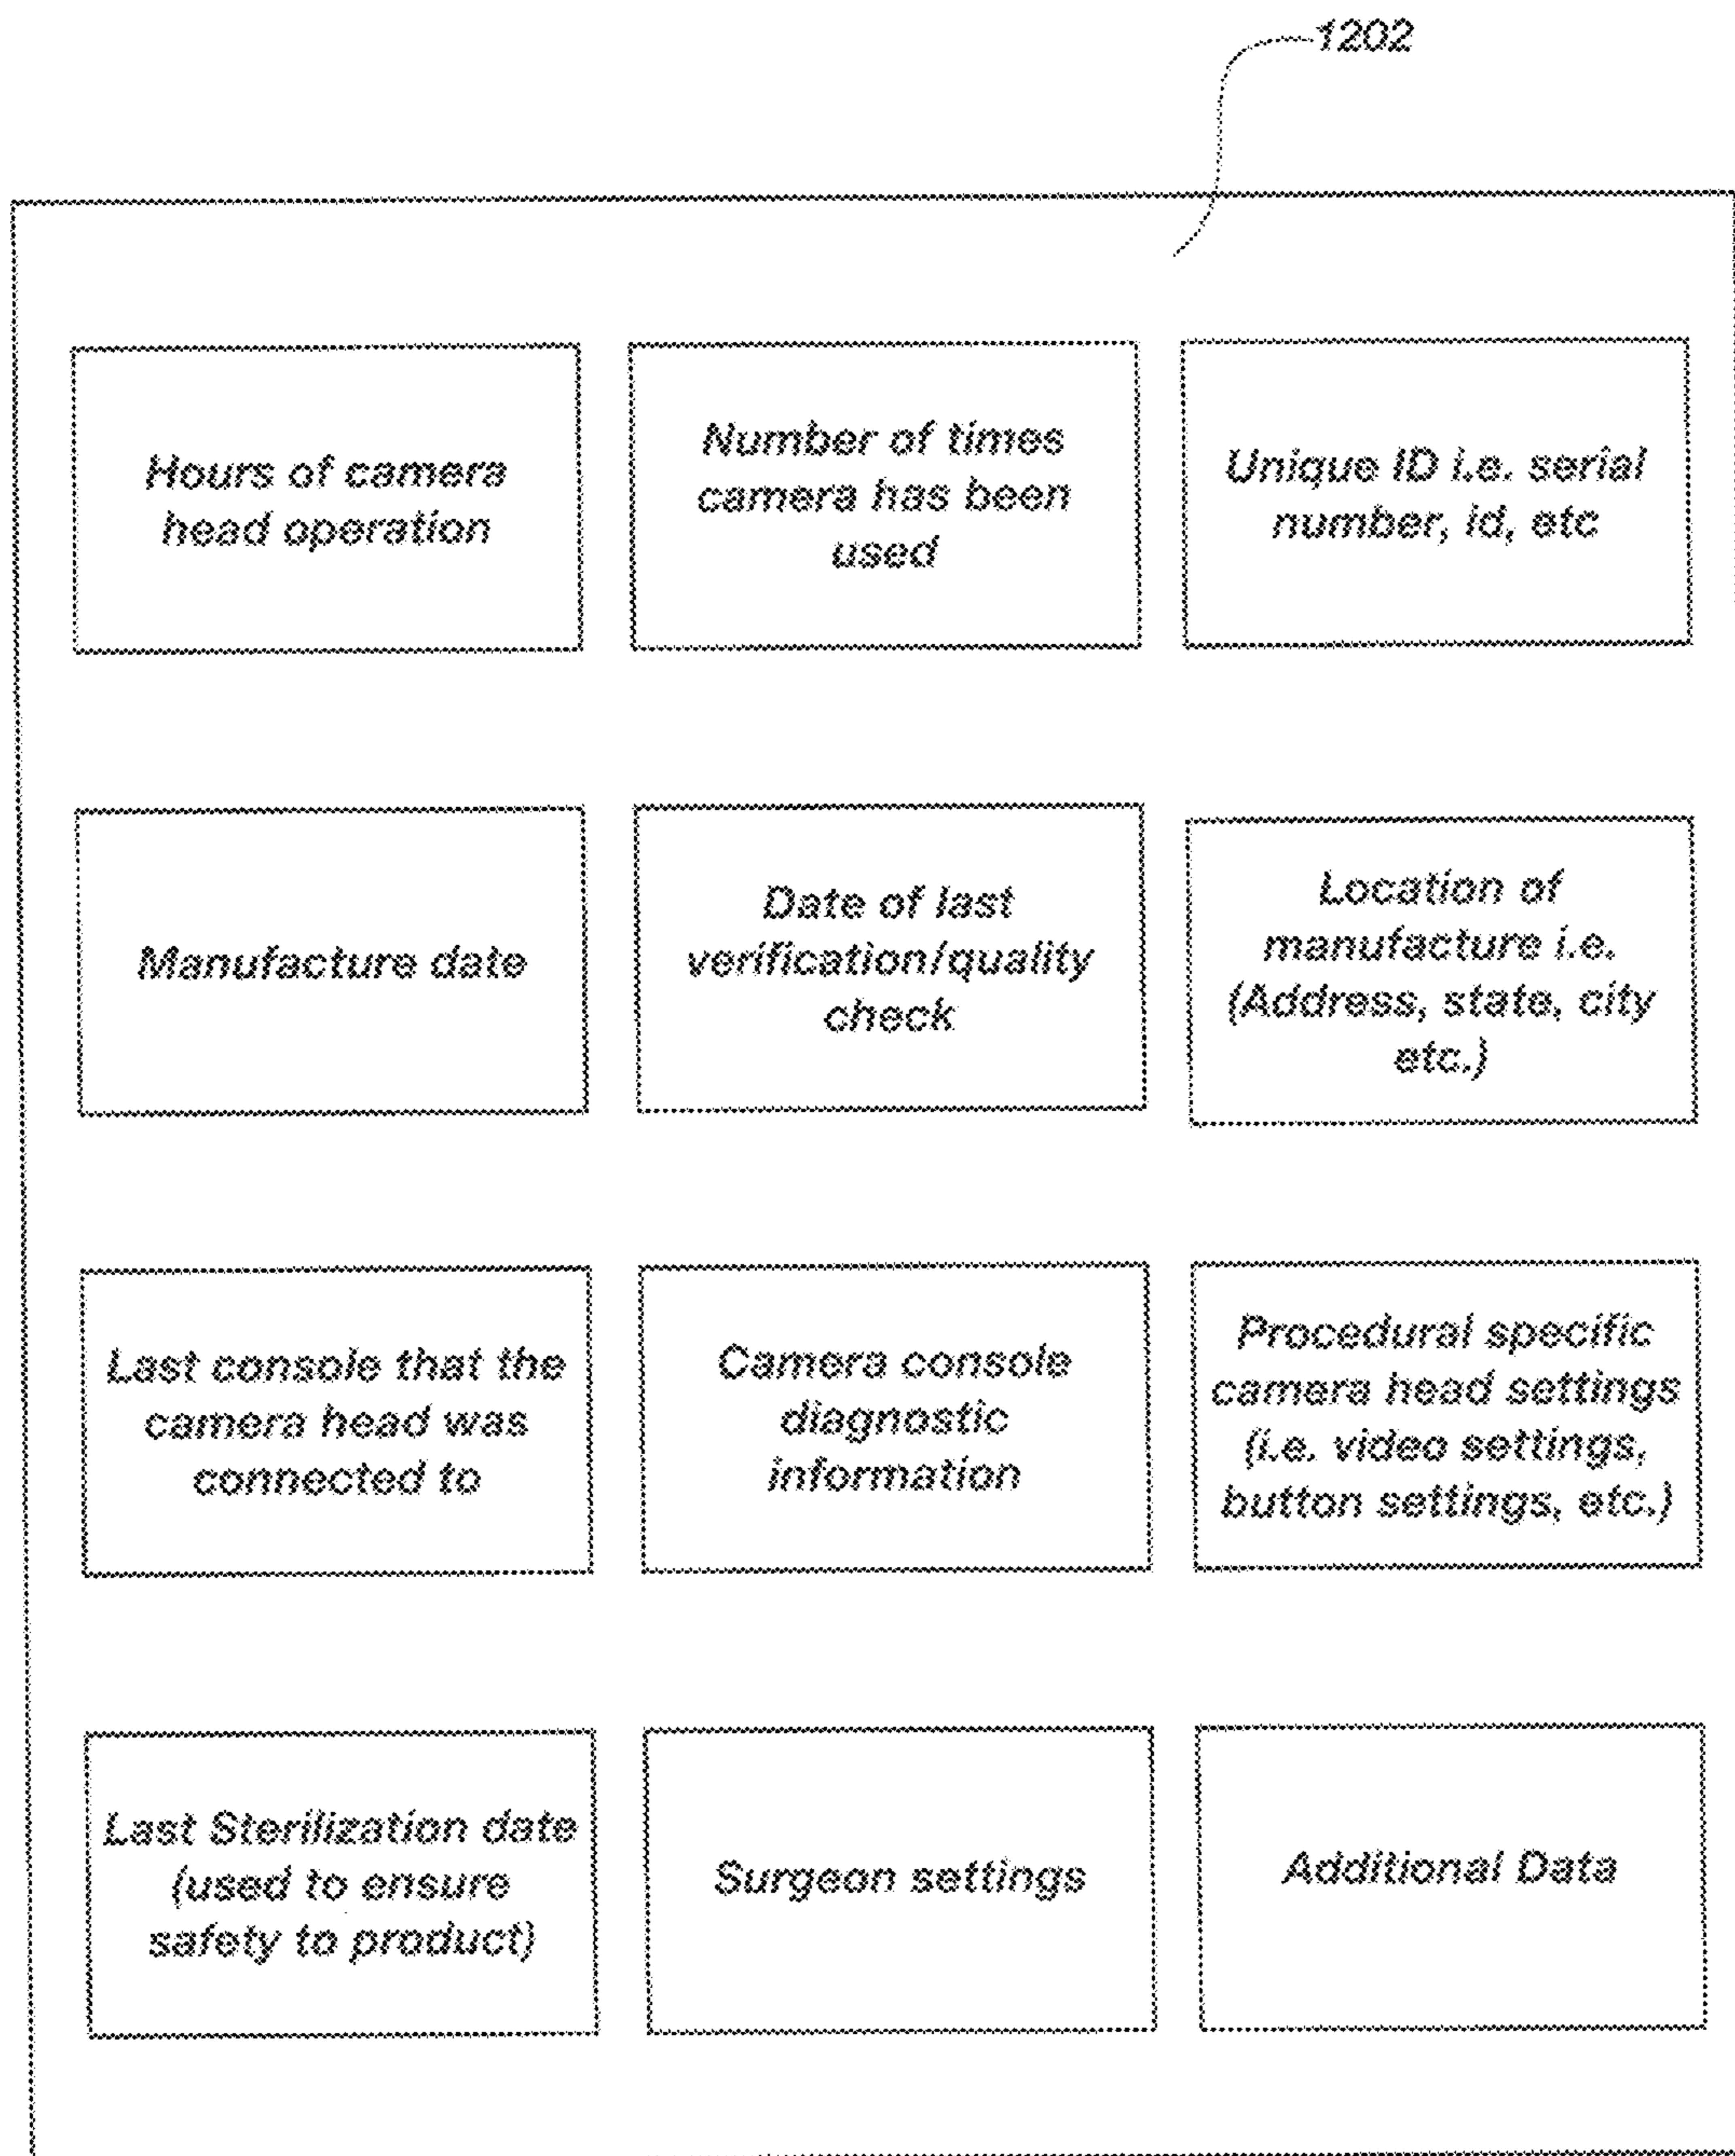 1202
Hours of camera
head operation
Number of times
camera has been
used
Unique ID i.e. serial
number, id, etc
Manufacture date
Date of last
verification/quality
check
Location of
manufacture i.e.
(Address, state, city
etc.)
Last console that the
camera head was
connected to
Camera console
diagnostic
information
Procedural specific
camera head settings
(i.e. video settings,
button settings, etc.)
Last Sterilization date
(used to ensure
safety to product)
Surgeon settings
Additional Data